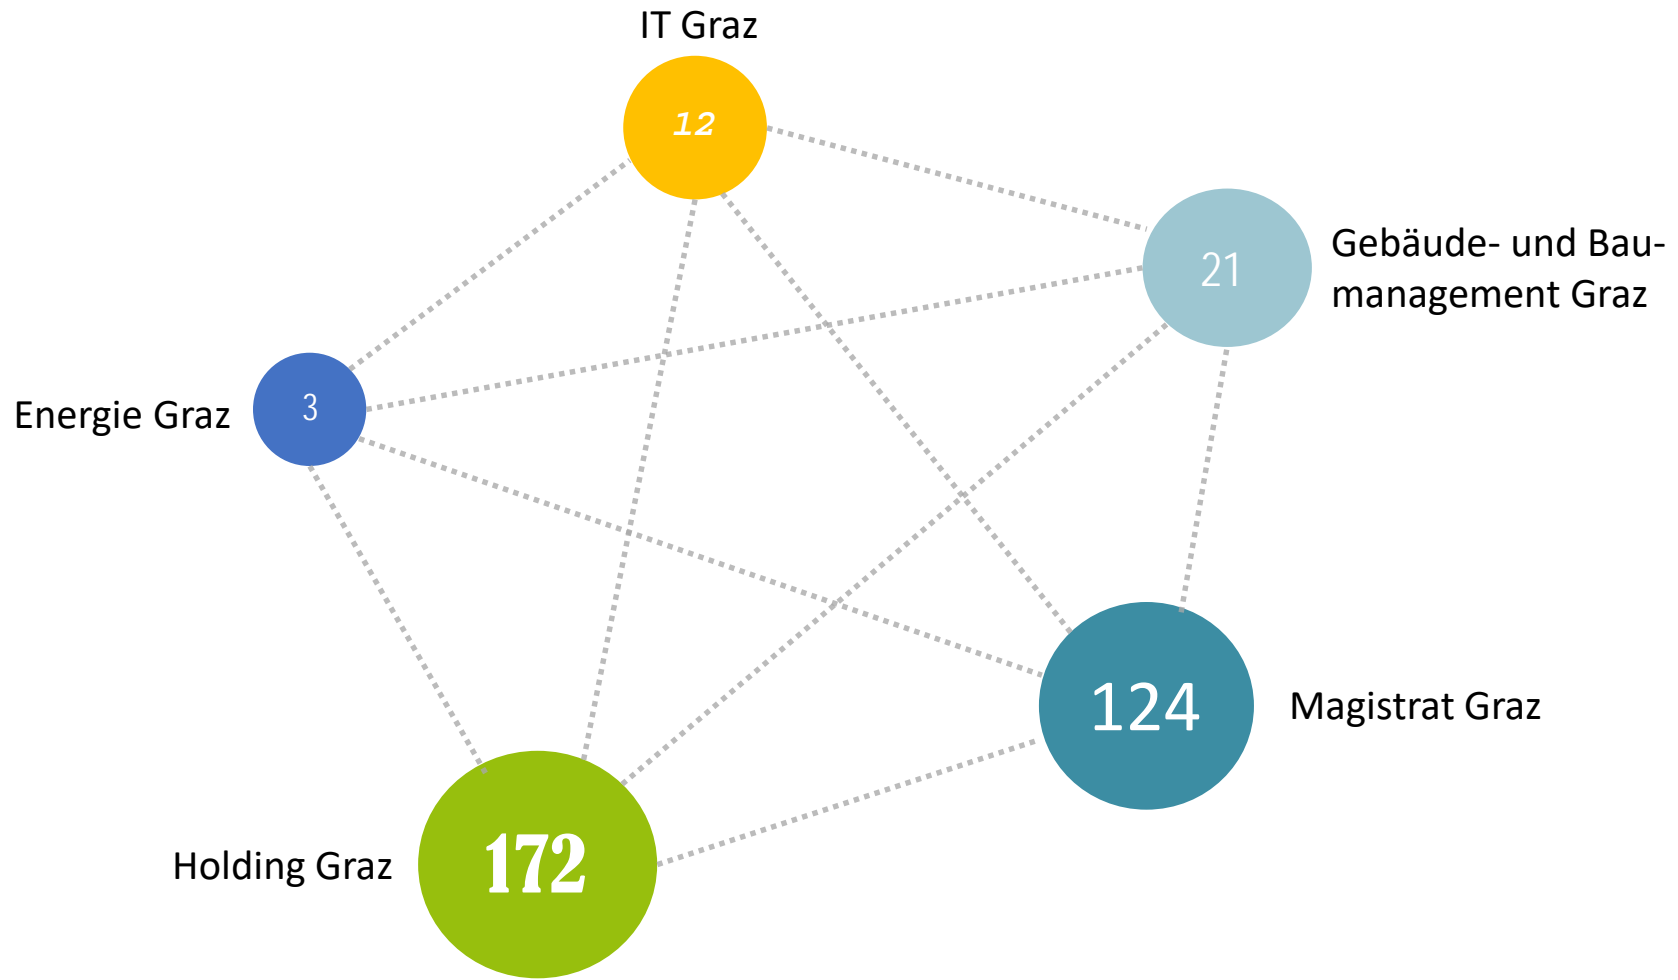 IT Graz
12
21
Gebäude- und Bau-
management Graz
Energie Graz
3
124
Magistrat Graz
Holding Graz
172